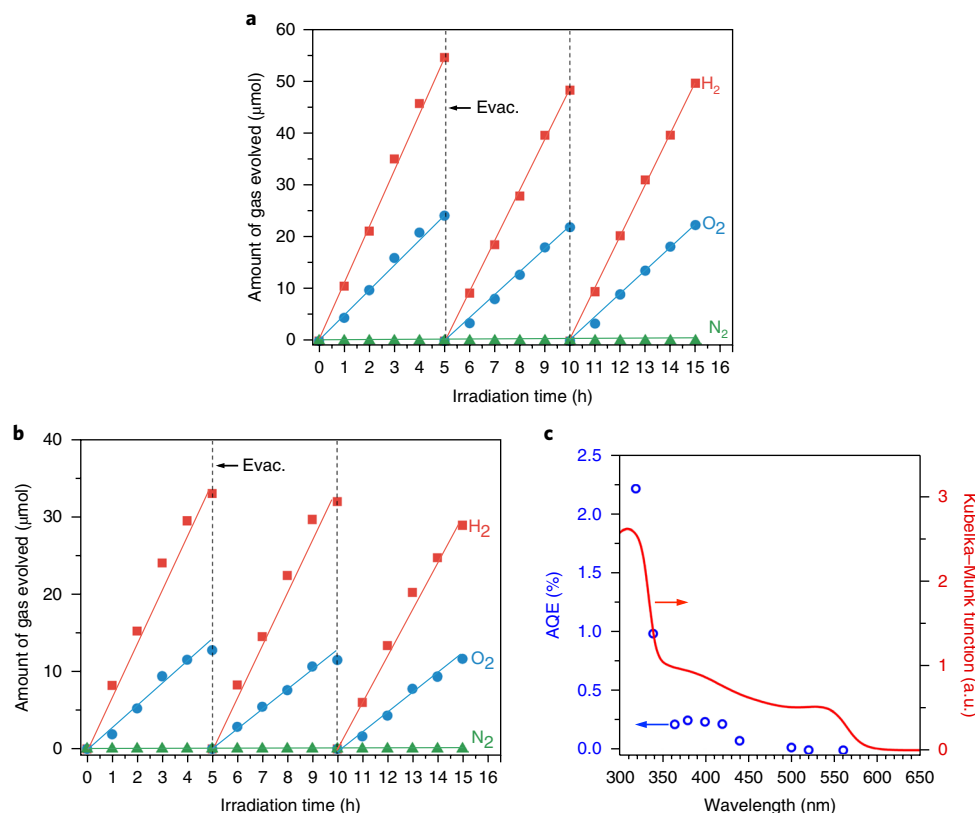 a
60
50
40
30
20
10
0
Amount of gas evolved (µmol)
Evac.
H2
O2
N2
0 1 2 3 4 5 6 7 8 9 10 11 12 13 14 15 16
Irradiation time (h)
b
40
30
20
10
0
Amount of gas evolved (µmol)
Evac.
H2
O2
N2
0 1 2 3 4 5 6 7 8 9 10 11 12 13 14 15 16
Irradiation time (h)
c
2.5
2.0
1.5
1.0
0.5
0.0
AQE (%)
3
2
1
0
Kubelka–Munk function (a.u.)
300 350 400 450 500 550 600 650
Wavelength (nm)